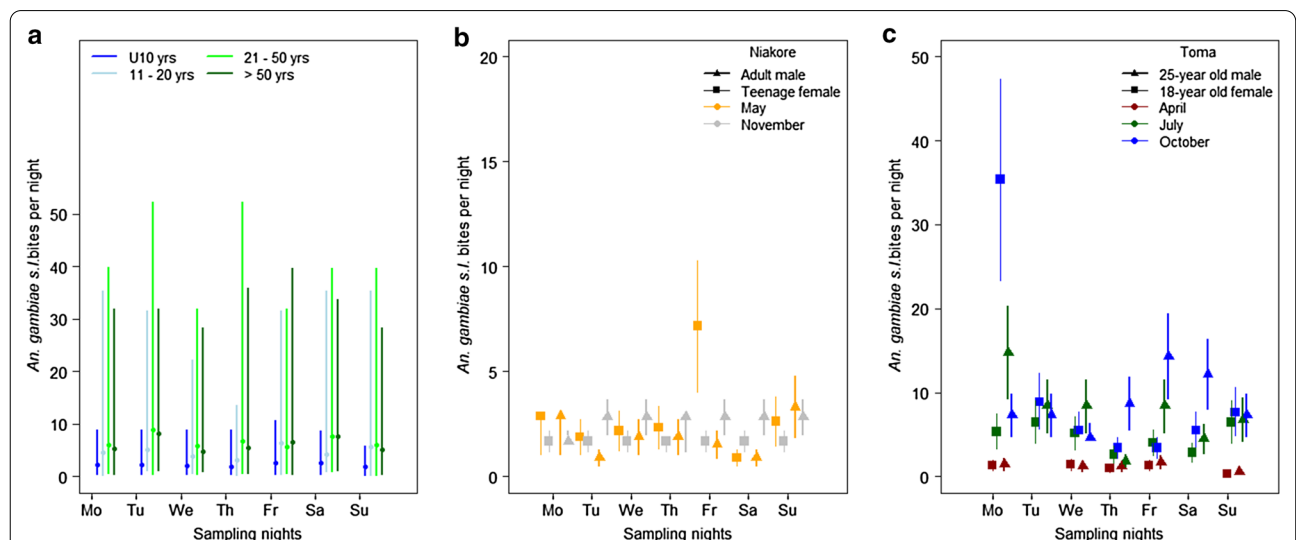 a
U10 yrs
11 - 20 yrs
21 - 50 yrs
> 50 yrs
An. gambiae s.l.bites per night
50
40
30
20
10
0
Mo Tu We Th Fr Sa Su
Sampling nights
b
Niakore
Adult male
Teenage female
May
November
An. gambiae s.l. bites per night
20
15
10
5
0
Mo Tu We Th Fr Sa Su
Sampling nights
c
Toma
25-year old male
18-year old female
April
July
October
An. gambiae s.l.bites per night
50
40
30
20
10
0
Mo Tu We Th Fr Sa Su
Sampling nights